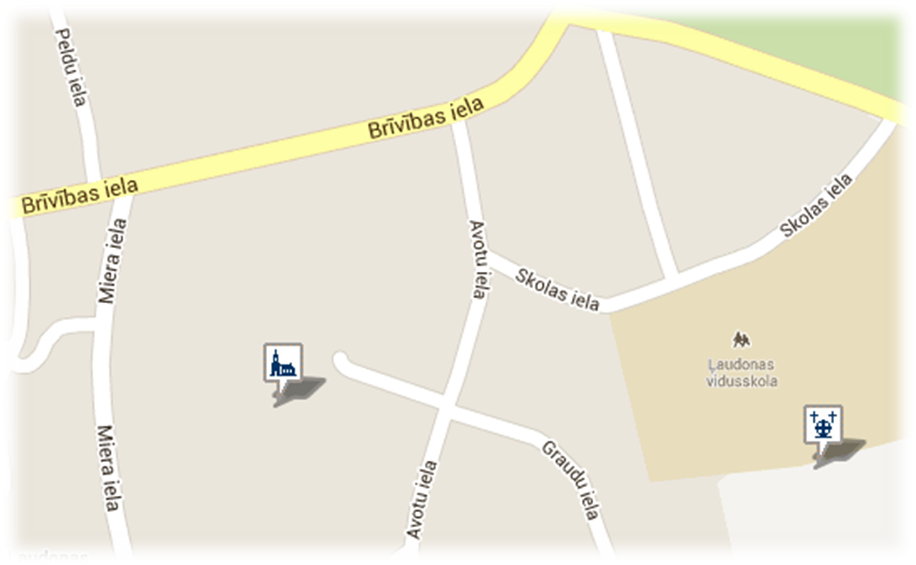 Peldu iela
Brīvības iela
Brīvības iela
Miera iela
Avotu iela
Skolas iela
Skolas iela
Ļaudonas
vidusskola
Miera iela
Avotu iela
Graudu iela